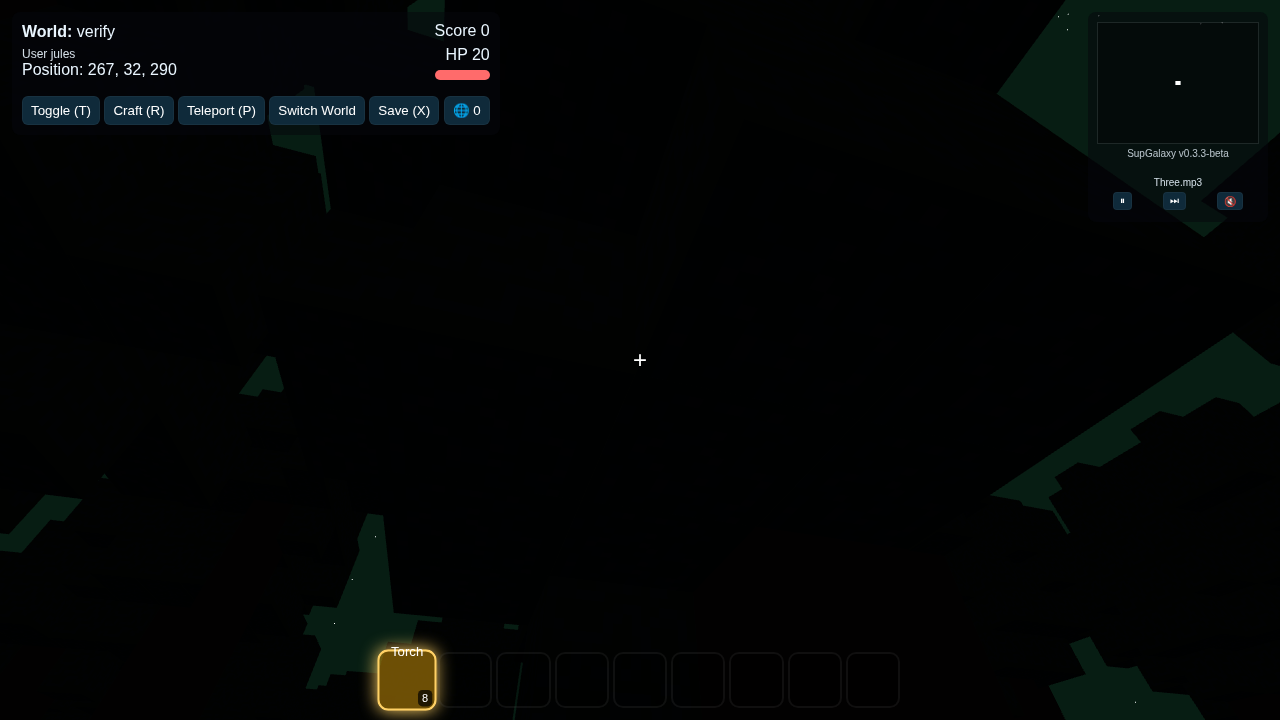 World: verify
User jules
Position: 267, 32, 290
Score 0
HP 20
Toggle (T) Craft (R) Teleport (P) Switch World Save (X) 🌐 0
SupGalaxy v0.3.3-beta
Three.mp3
Torch
8